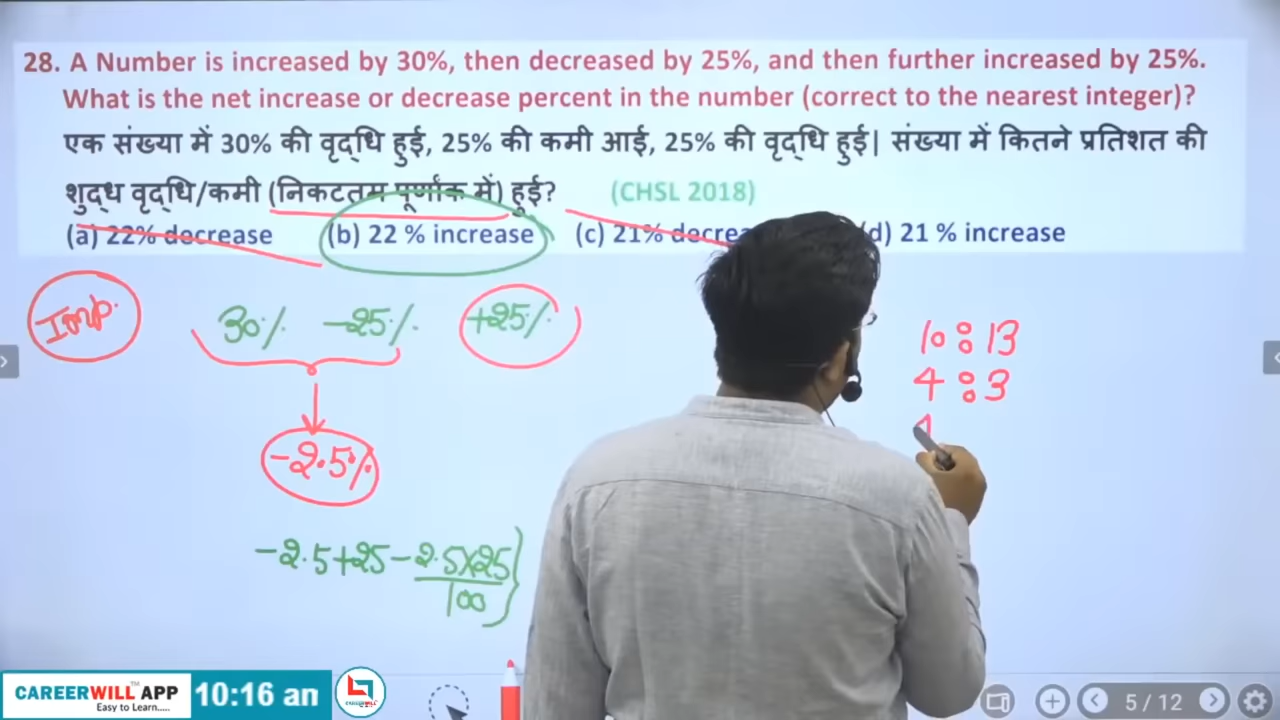 28. A Number is increased by 30%, then decreased by 25%, and then further increased by 25%.
What is the net increase or decrease percent in the number (correct to the nearest integer)?
एक संख्या में 30% की वृद्धि हुई, 25% की कमी आई, 25% की वृद्धि हुई| संख्या में कितने प्रतिशत की
शुद्ध वृद्धि/कमी (निकटतम पूर्णांक में) हुई? (CHSL 2018)
(a) 22% decrease (b) 22 % increase (c) 21% decrea d) 21 % increase
Imp.
30% -25% +25%
10:13
4:3
4
-2.5%
-2.5+25-2.5×25
100
CAREERWILL APP
Easy to Learn.....
10:16 an
CAREERWILL
5 / 12